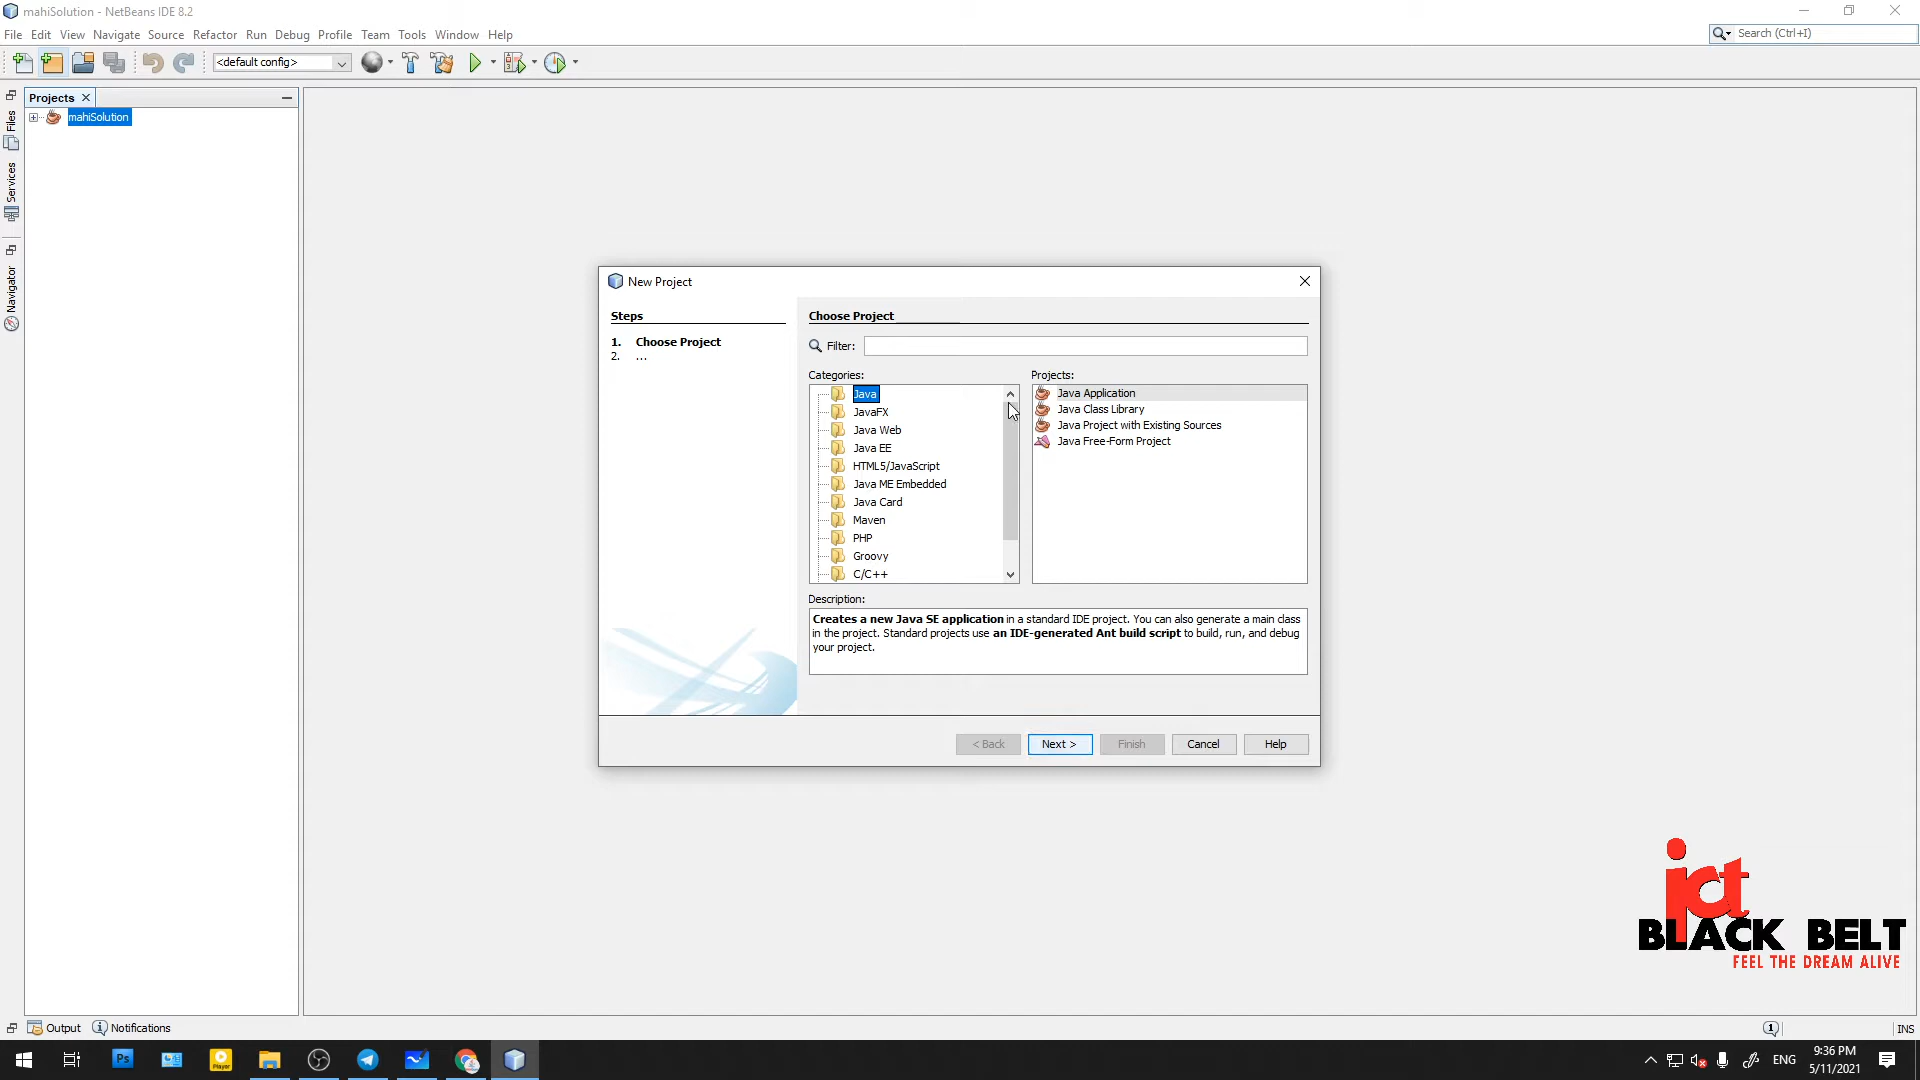 mahiSolution - NetBeans IDE 8.2
File Edit View Navigate Source Refactor Run Debug Profile Team Tools Window Help
Search (Ctrl+I)
<default config>
Projects
Files
Services
Navigator
mahiSolution
New Project
Steps
1. Choose Project
2. ...
Choose Project
Filter:
Categories:
Java
JavaFX
Java Web
Java EE
HTML5/JavaScript
Java ME Embedded
Java Card
Maven
PHP
Groovy
C/C++
Projects:
Java Application
Java Class Library
Java Project with Existing Sources
Java Free-Form Project
Description:
Creates a new Java SE application in a standard IDE project. You can also generate a main class
in the project. Standard projects use an IDE-generated Ant build script to build, run, and debug
your project.
< Back Next > Finish Cancel Help
ict
BLACK BELT
FEEL THE DREAM ALIVE
Output Notifications
1
INS
Ps
Player
ENG
9:36 PM
5/11/2021